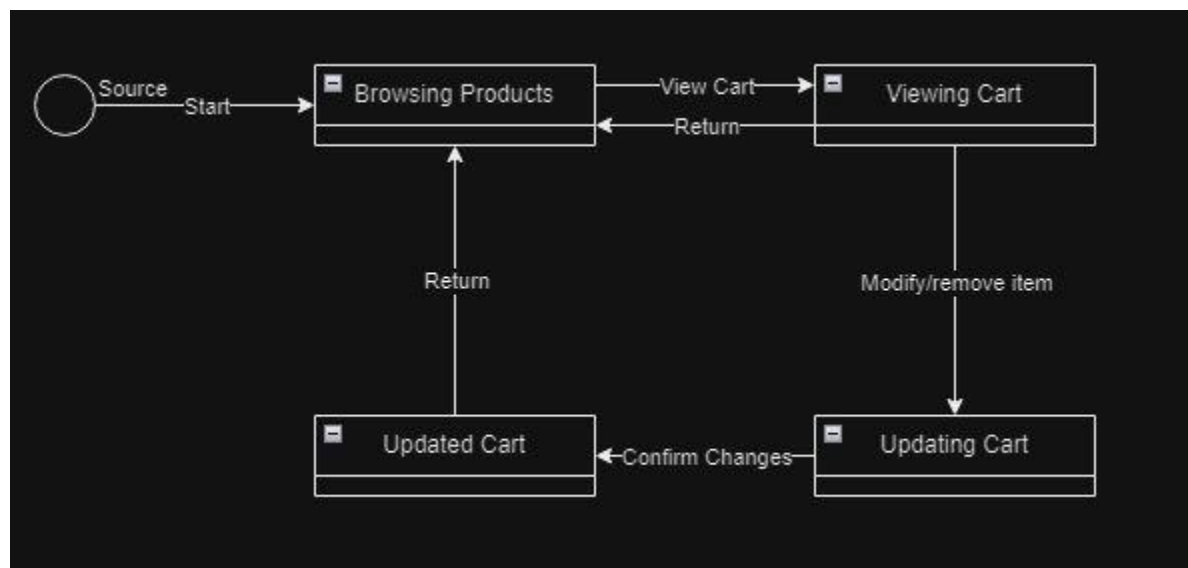 Source
Start
Browsing Products
View Cart
Viewing Cart
Return
Return
Modify/remove item
Updated Cart
Confirm Changes
Updating Cart